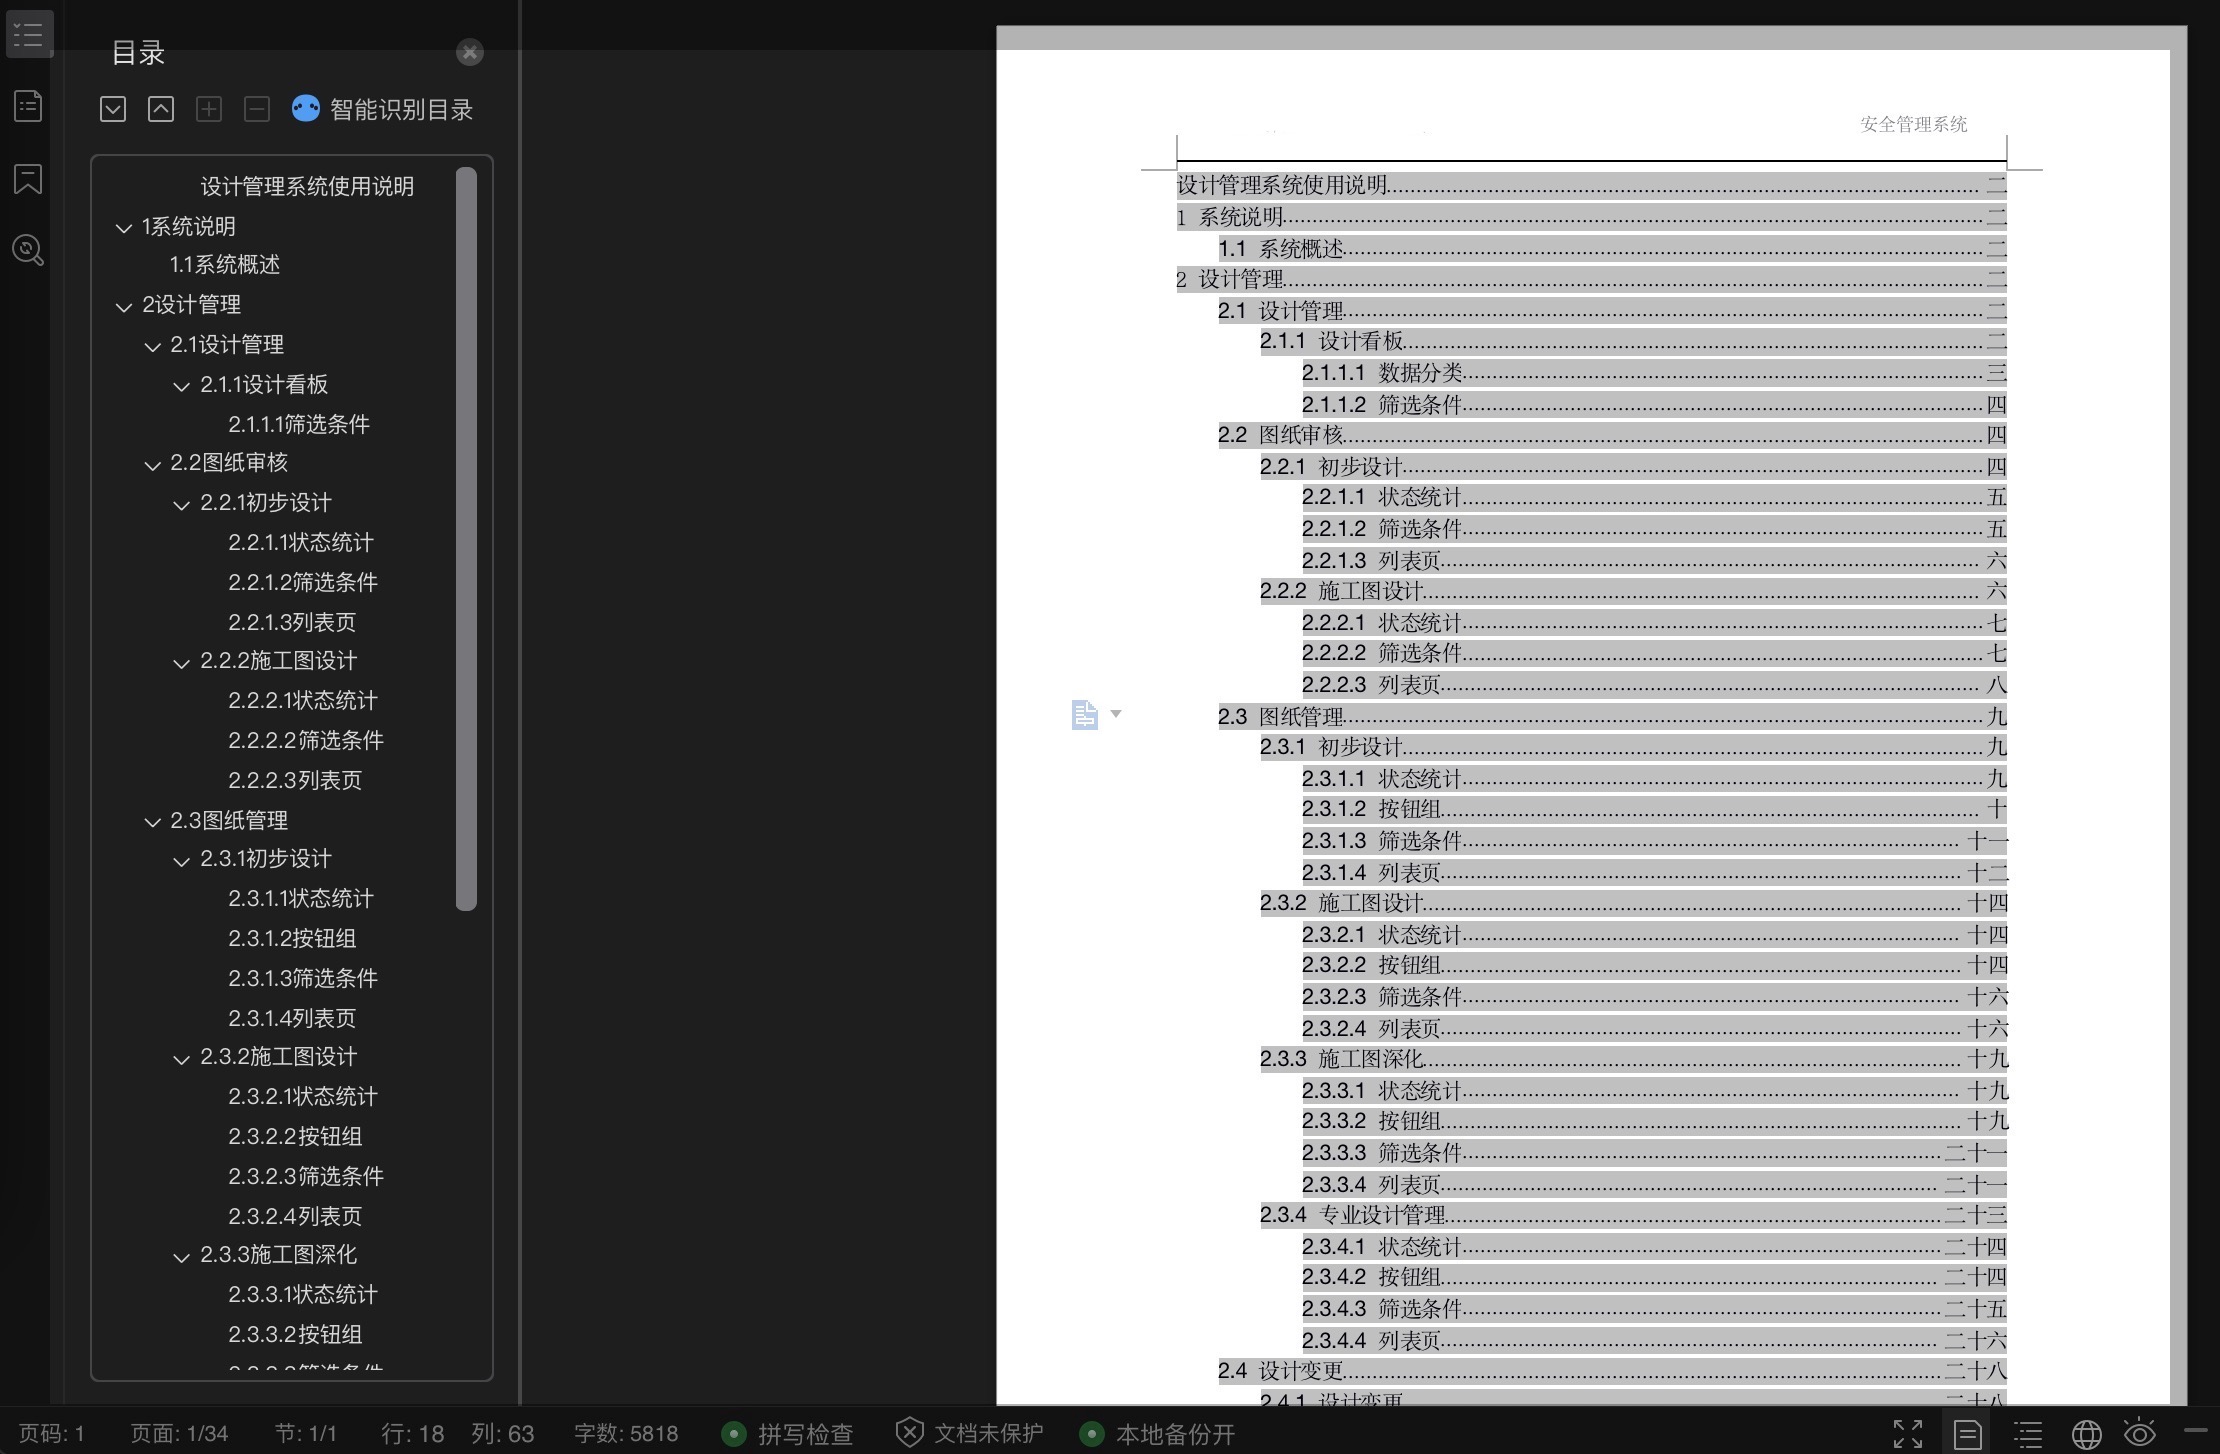 目录
智能识别目录
设计管理系统使用说明
1系统说明
1.1系统概述
2设计管理
2.1设计管理
2.1.1设计看板
2.1.1.1筛选条件
2.2图纸审核
2.2.1初步设计
2.2.1.1状态统计
2.2.1.2筛选条件
2.2.1.3列表页
2.2.2施工图设计
2.2.2.1状态统计
2.2.2.2筛选条件
2.2.2.3列表页
2.3图纸管理
2.3.1初步设计
2.3.1.1状态统计
2.3.1.2按钮组
2.3.1.3筛选条件
2.3.1.4列表页
2.3.2施工图设计
2.3.2.1状态统计
2.3.2.2按钮组
2.3.2.3筛选条件
2.3.2.4列表页
2.3.3施工图深化
2.3.3.1状态统计
2.3.3.2按钮组
安全管理系统
设计管理系统使用说明 二
1 系统说明 二
1.1 系统概述 二
2 设计管理 二
2.1 设计管理 二
2.1.1 设计看板 二
2.1.1.1 数据分类 三
2.1.1.2 筛选条件 四
2.2 图纸审核 四
2.2.1 初步设计 四
2.2.1.1 状态统计 五
2.2.1.2 筛选条件 五
2.2.1.3 列表页 六
2.2.2 施工图设计 六
2.2.2.1 状态统计 七
2.2.2.2 筛选条件 七
2.2.2.3 列表页 八
2.3 图纸管理 九
2.3.1 初步设计 九
2.3.1.1 状态统计 九
2.3.1.2 按钮组 十
2.3.1.3 筛选条件 十一
2.3.1.4 列表页 十二
2.3.2 施工图设计 十四
2.3.2.1 状态统计 十四
2.3.2.2 按钮组 十四
2.3.2.3 筛选条件 十六
2.3.2.4 列表页 十六
2.3.3 施工图深化 十九
2.3.3.1 状态统计 十九
2.3.3.2 按钮组 十九
2.3.3.3 筛选条件 二十一
2.3.3.4 列表页 二十一
2.3.4 专业设计管理 二十三
2.3.4.1 状态统计 二十四
2.3.4.2 按钮组 二十四
2.3.4.3 筛选条件 二十五
2.3.4.4 列表页 二十六
2.4 设计变更 二十八
2.4.1 设计变更 二十八
页码: 1 页面: 1/34 节: 1/1 行: 18 列: 63 字数: 5818 拼写检查 文档未保护 本地备份开